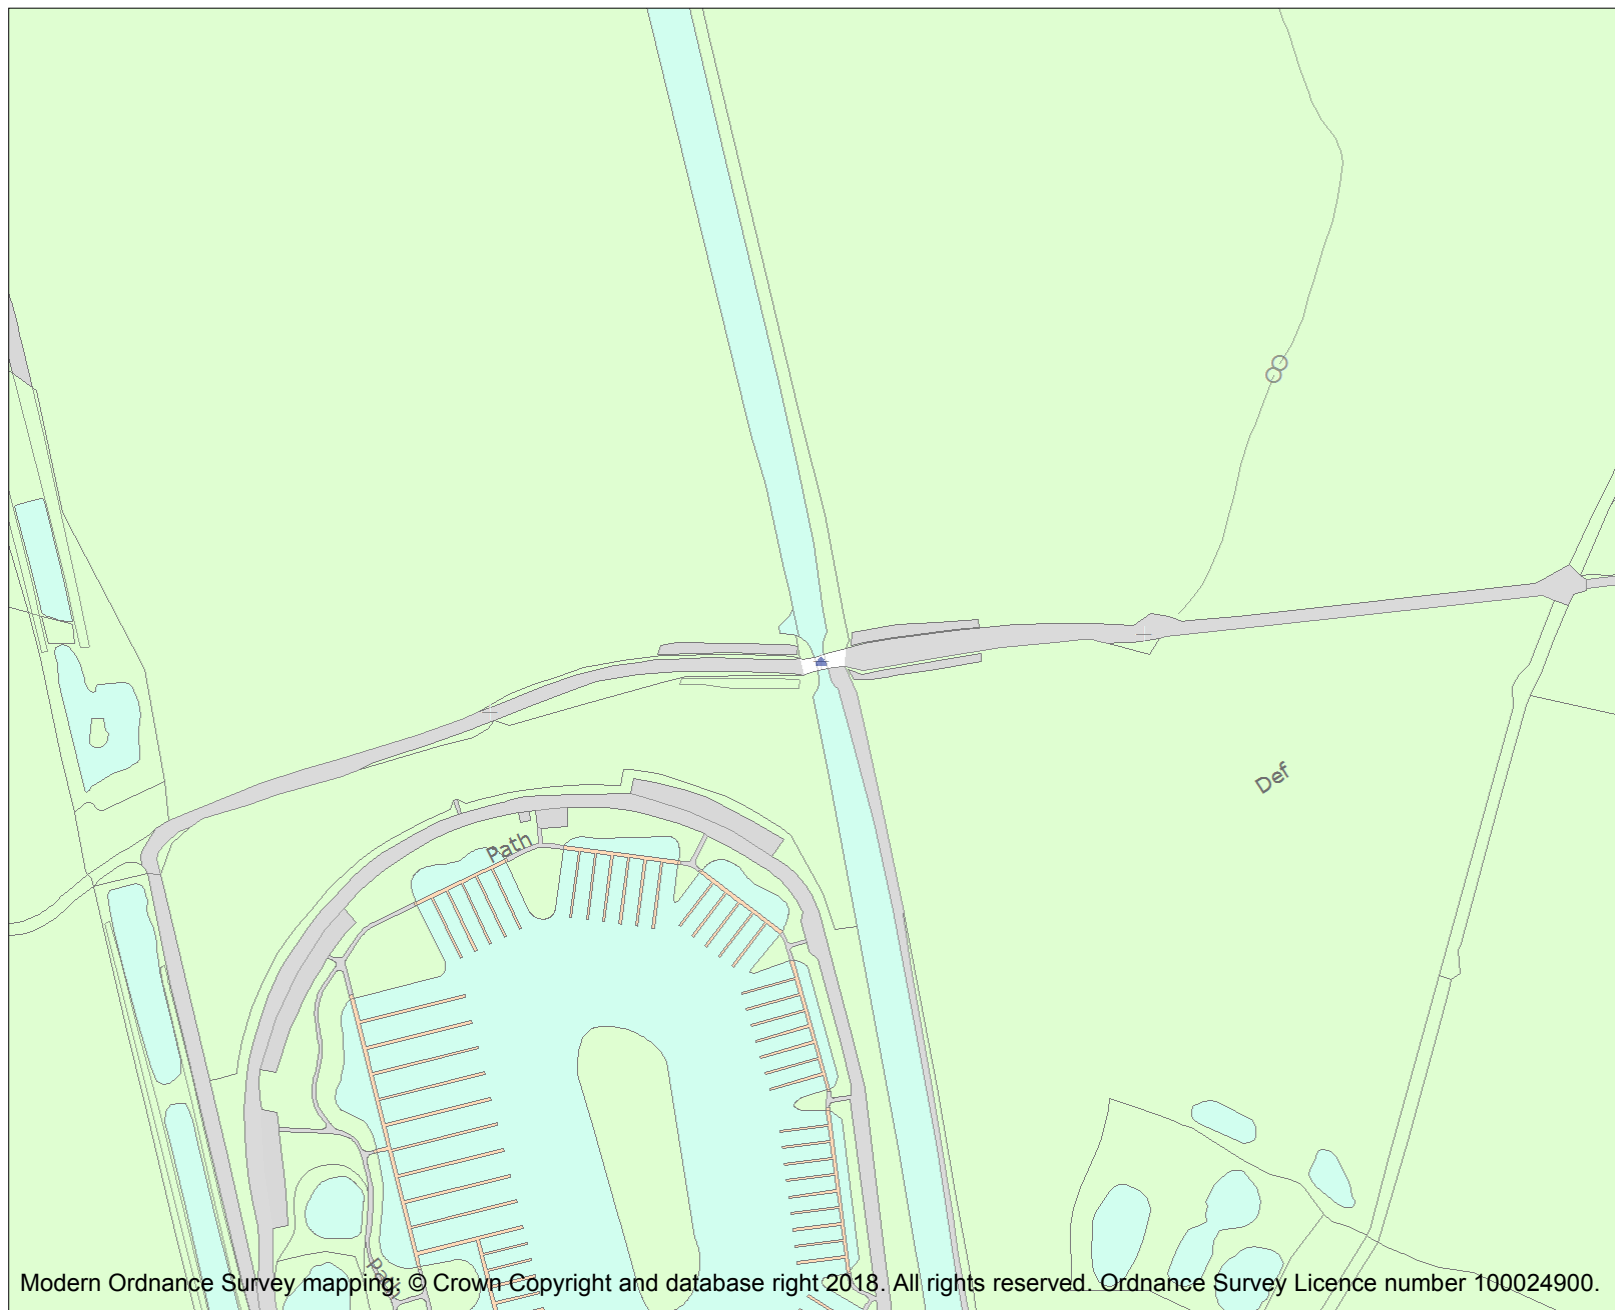 Def
Path
Path
Modern Ordnance Survey mapping: © Crown Copyright and database right 2018. All rights reserved. Ordnance Survey Licence number 100024900.